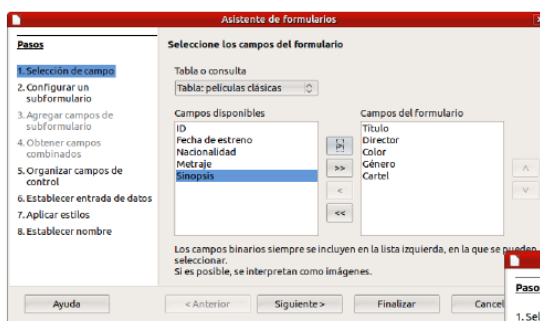 Asistente de formularios
Pasos
1. Selección de campo
2. Configurar un
subformulario
3. Agregar campos de
subformulario
4. Obtener campos
combinados
5. Organizar campos de
control
6. Establecer entrada de datos
7. Aplicar estilos
8. Establecer nombre
Seleccione los campos del formulario
Tabla o consulta
Tabla: películas clásicas
Campos disponibles
ID
Fecha de estreno
Nacionalidad
Metraje
Sinopsis
>
>>
<
<<
Campos del formulario
Título
Director
Color
Género
Cartel
Los campos binarios siempre se incluyen en la lista izquierda, en la que se pueden
seleccionar.
Si es posible, se interpretan como imágenes.
Ayuda
< Anterior
Siguiente >
Finalizar
Cancel
Paso
1. Sel